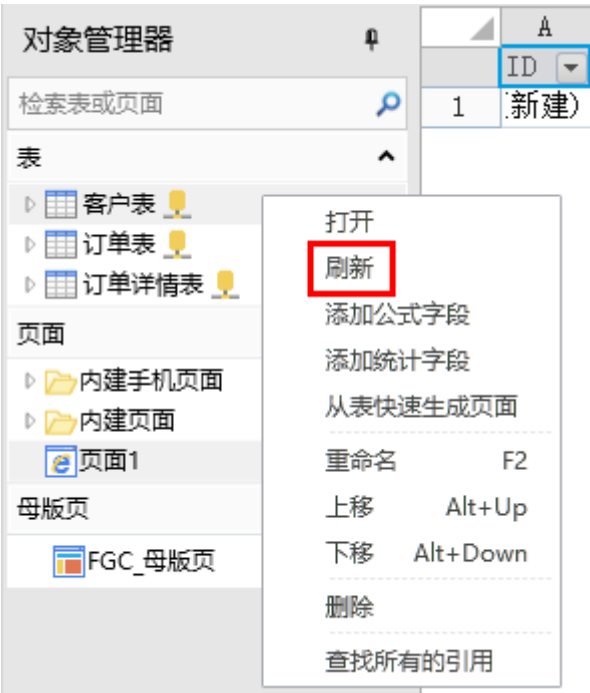 对象管理器
检索表或页面
表
客户表
订单表
订单详情表
页面
内建手机页面
内建页面
页面1
母版页
FGC_母版页
A
ID
1 新建)
打开
刷新
添加公式字段
添加统计字段
从表快速生成页面
重命名 F2
上移 Alt+Up
下移 Alt+Down
删除
查找所有的引用